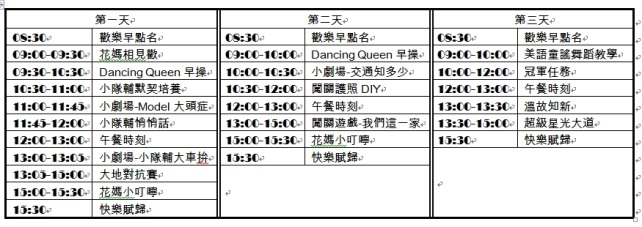 第一天 第二天 第三天
08:30 歡樂早點名 08:30 歡樂早點名 08:30 歡樂早點名
09:00-09:30 花媽相見歡 09:00-10:00 Dancing Queen 早操 09:00-10:00 美語童謠舞蹈教學
09:30-10:30 Dancing Queen 早操 10:00-10:30 小劇場-交通知多少 10:00-12:00 冠軍任務
10:30-11:00 小隊輔默契培養 10:30-12:00 闖關護照 DIY 12:00-13:00 午餐時刻
11:00-11:45 小劇場-Model 大頭症 12:00-13:00 午餐時刻 13:00-13:30 溫故知新
11:45-12:00 小隊輔悄悄話 13:00-15:00 闖關遊戲-我們這一家 13:30-15:00 超級星光大道
12:00-13:00 午餐時刻 15:00-15:30 花媽小叮嚀 15:30 快樂賦歸
13:00-13:05 小劇場-小隊輔大車拚 15:30 快樂賦歸
13:05-15:00 大地對抗賽
15:00-15:30 花媽小叮嚀
15:30 快樂賦歸